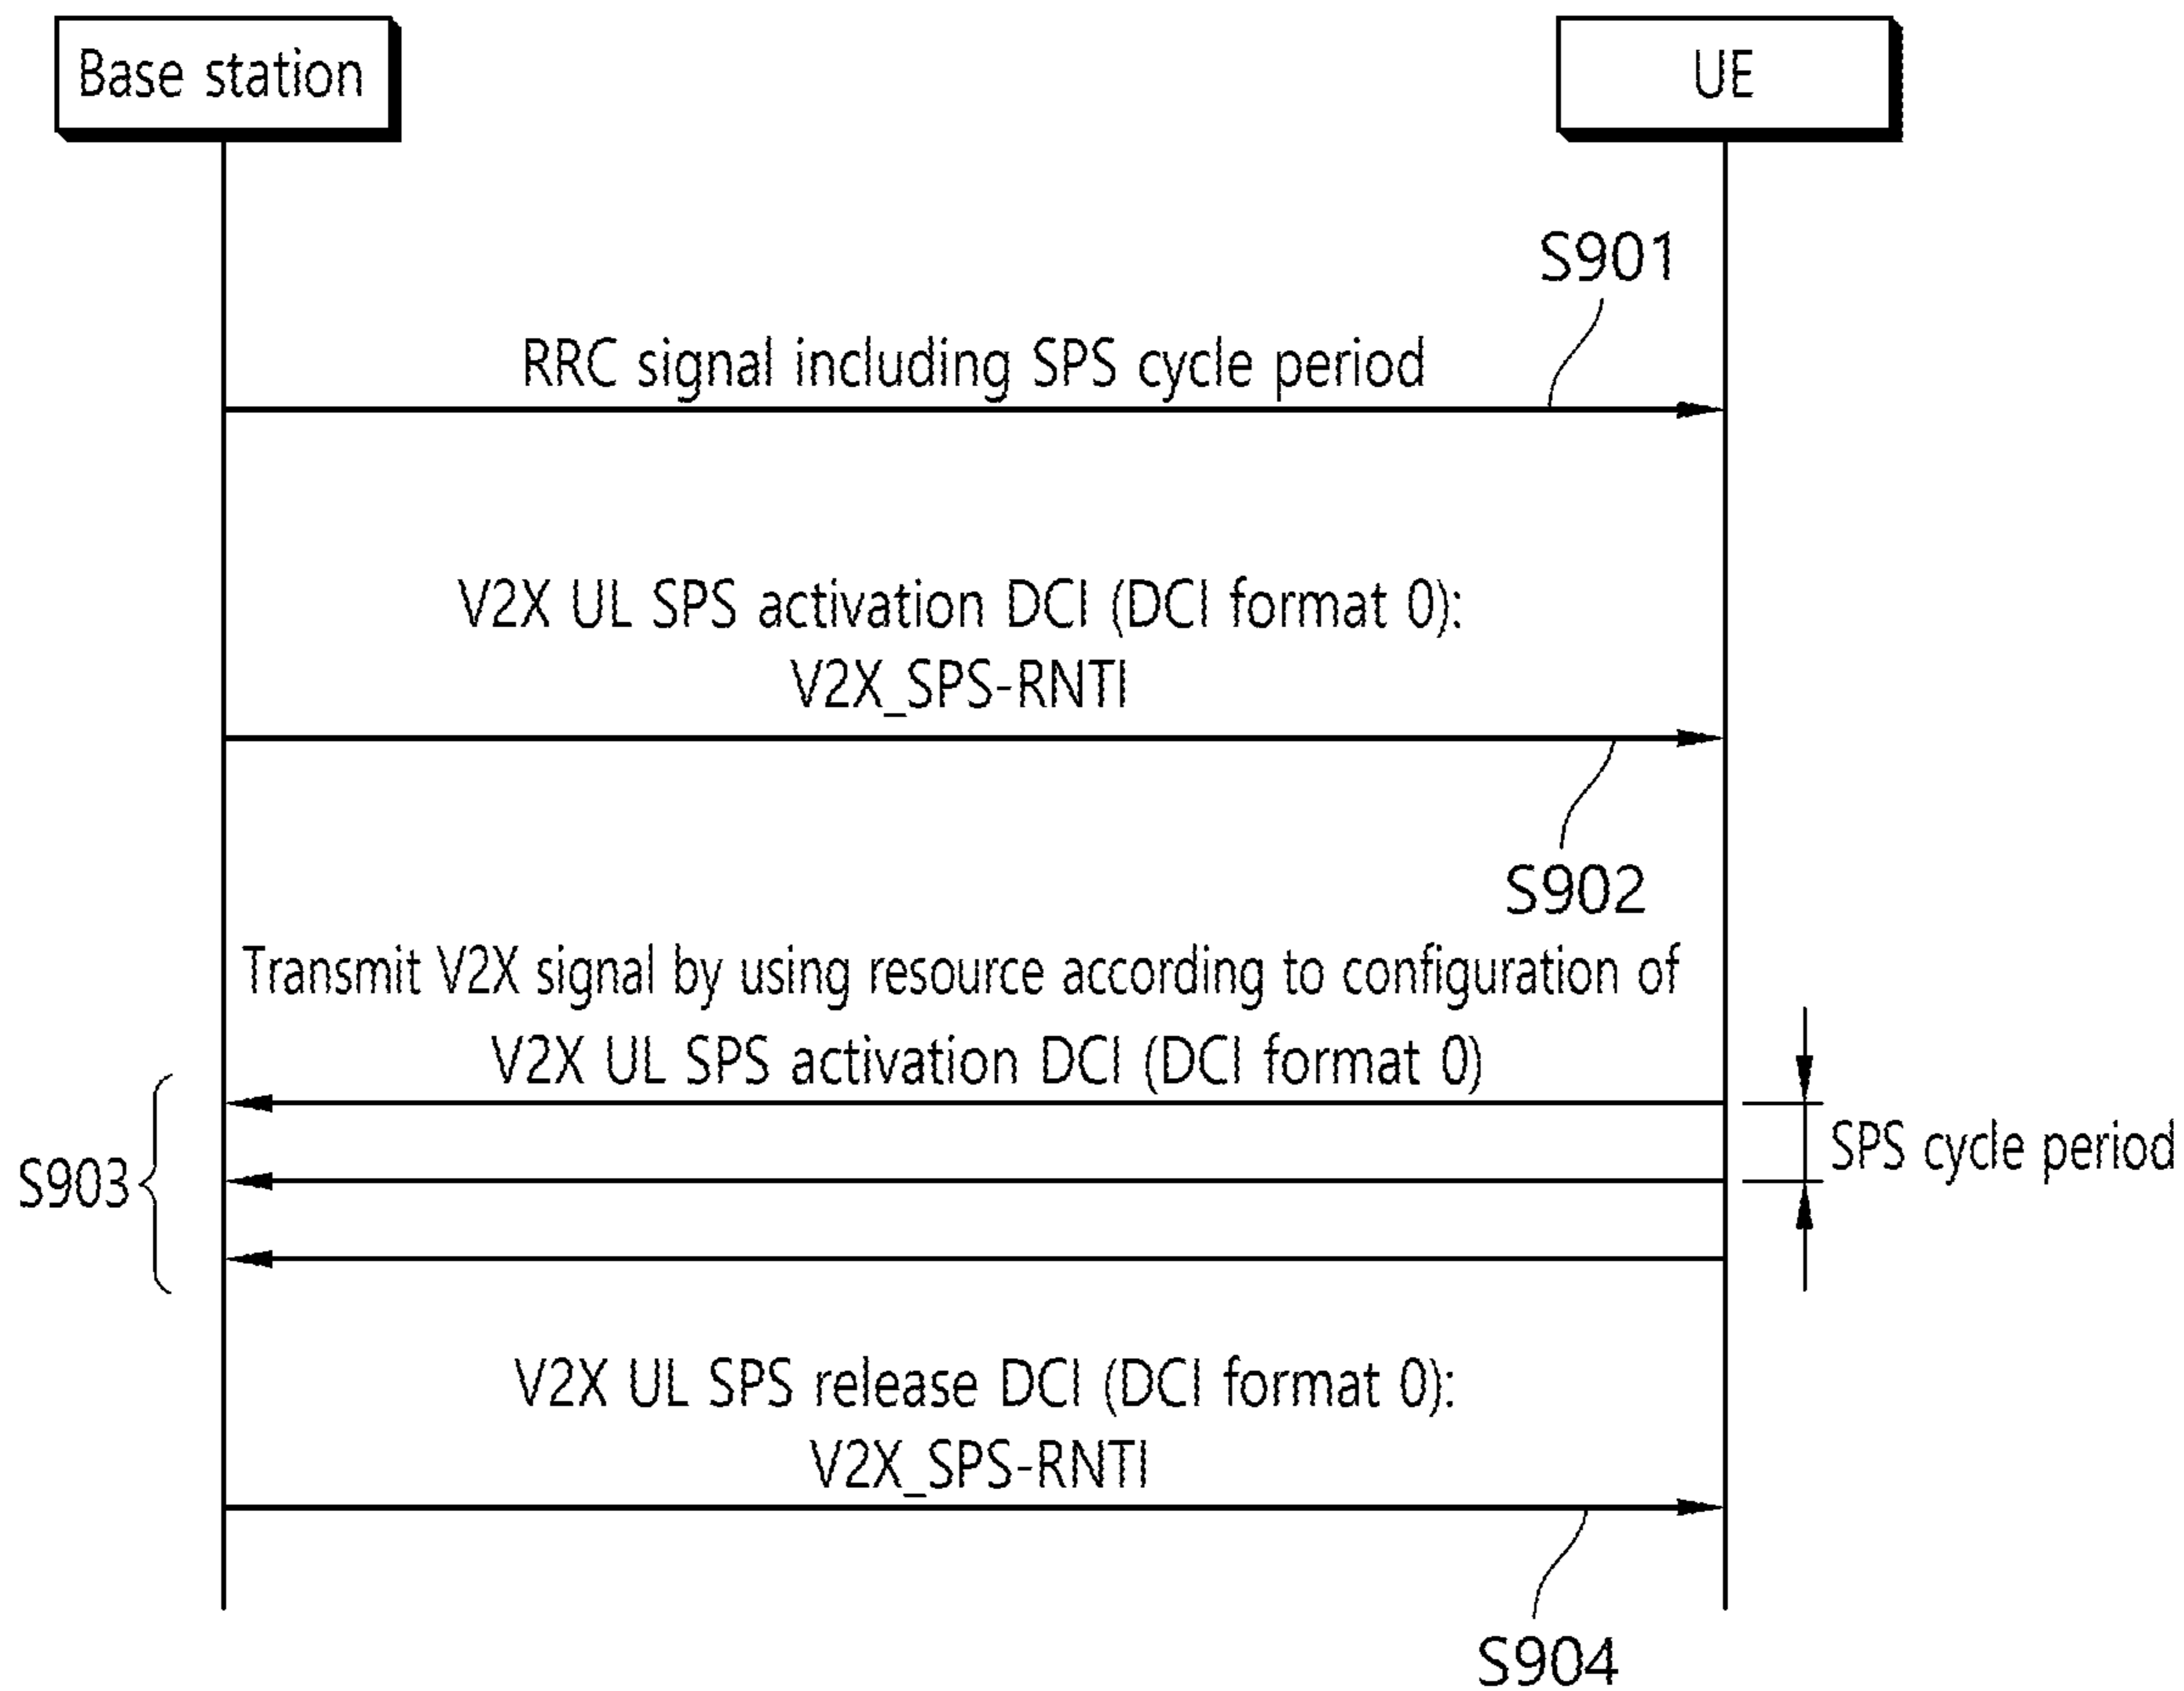 Base station
UE
S901
RRC signal including SPS cycle period
V2X UL SPS activation DCI (DCI format 0):
V2X_SPS-RNTI
S902
Transmit V2X signal by using resource according to configuration of
V2X UL SPS activation DCI (DCI format 0)
SPS cycle period
S903
V2X UL SPS release DCI (DCI format 0):
V2X_SPS-RNTI
S904